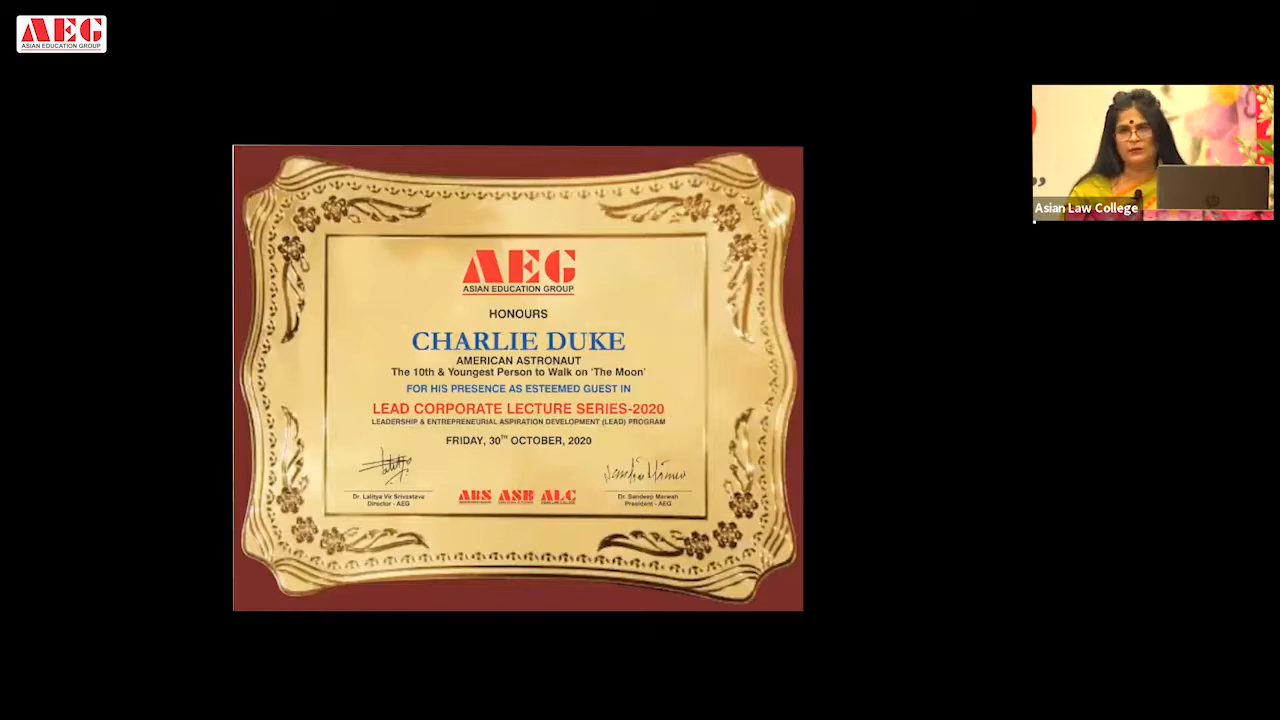 AEG
ASIAN EDUCATION GROUP
AEG
ASIAN EDUCATION GROUP
HONOURS
CHARLIE DUKE
AMERICAN ASTRONAUT
The 10th & Youngest Person to Walk on 'The Moon'
FOR HIS PRESENCE AS ESTEEMED GUEST IN
LEAD CORPORATE LECTURE SERIES-2020
LEADERSHIP & ENTREPRENEURIAL ASPIRATION DEVELOPMENT (LEAD) PROGRAM
FRIDAY, 30TH OCTOBER, 2020
Dr. Lalitya Vir Srivastava
Director - AEG
ABS ASB ALC
Dr. Sandeep Marwah
President - AEG
Asian Law College